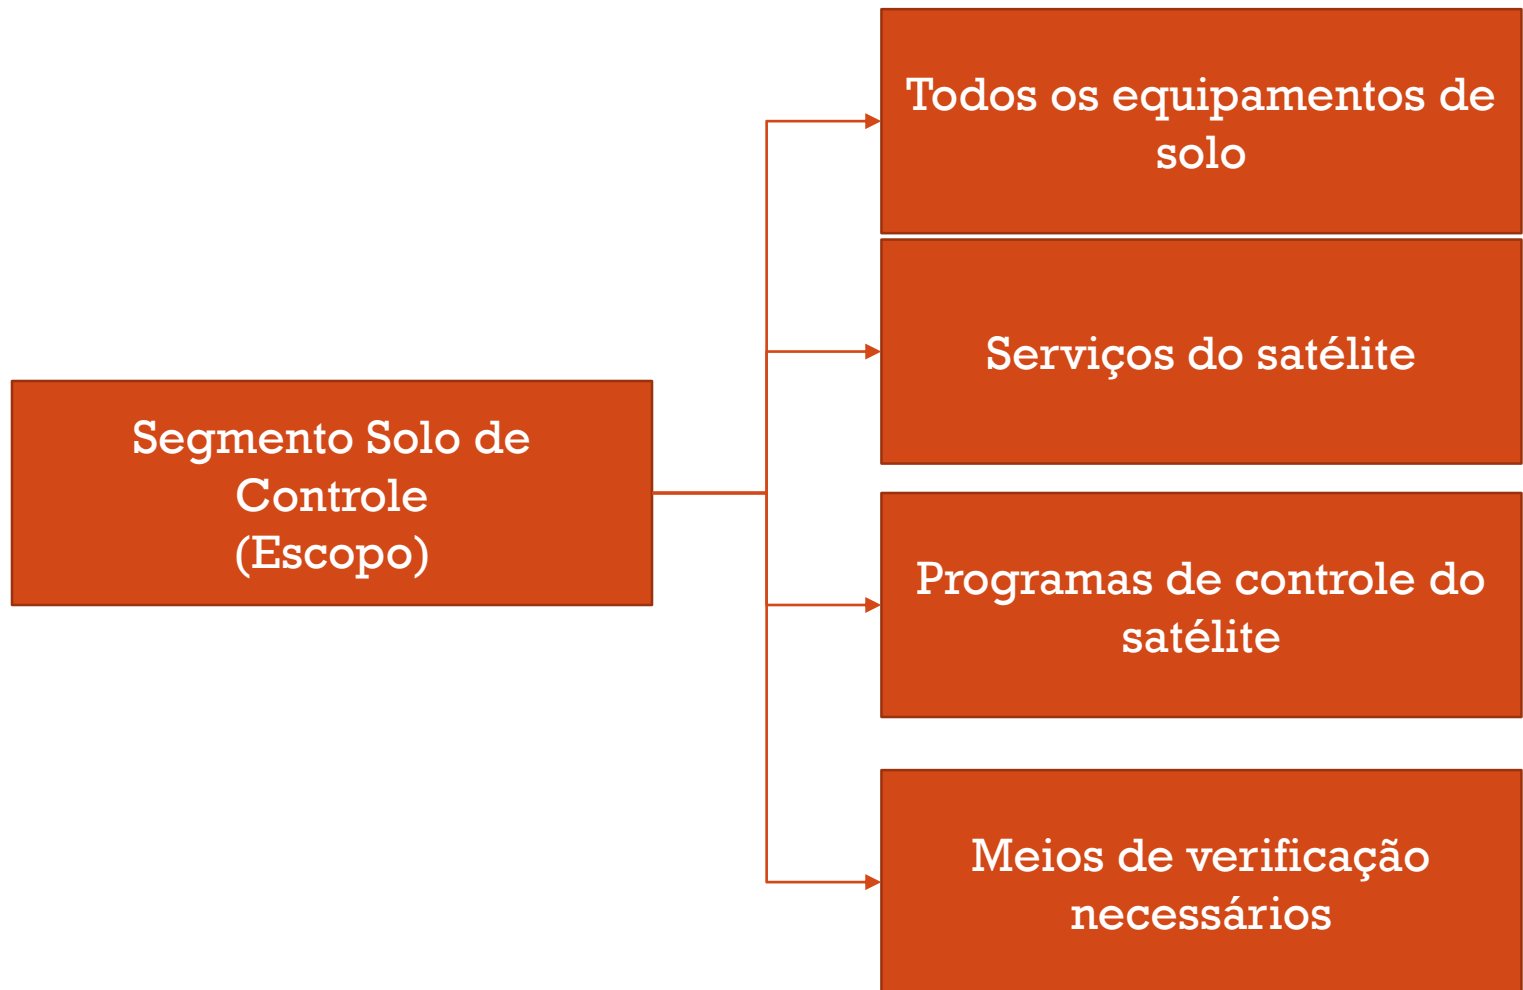 Segmento Solo de
Controle
(Escopo)
Todos os equipamentos de
solo
Serviços do satélite
Programas de controle do
satélite
Meios de verificação
necessários